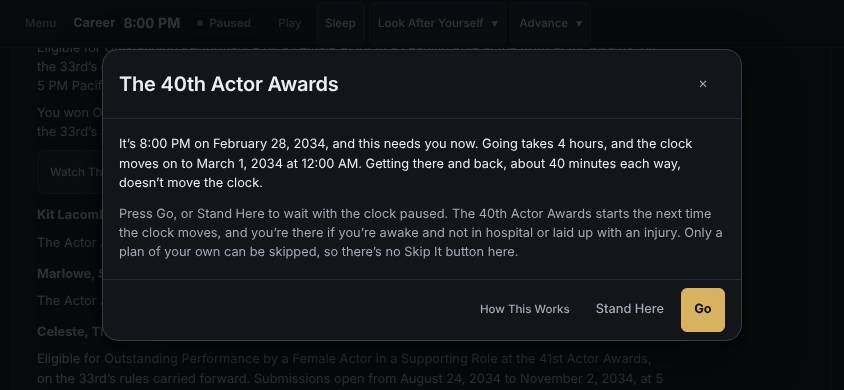 Menu Career 8:00 PM Paused Play Sleep Look After Yourself Advance
Eligible for Outstanding
the 33rd's
5 PM Pacif
You won O
the 33rd's
Watch Th
The 40th Actor Awards ×
It's 8:00 PM on February 28, 2034, and this needs you now. Going takes 4 hours, and the clock
moves on to March 1, 2034 at 12:00 AM. Getting there and back, about 40 minutes each way,
doesn't move the clock.
Kit Lacomb
Press Go, or Stand Here to wait with the clock paused. The 40th Actor Awards starts the next time
the clock moves, and you're there if you're awake and not in hospital or laid up with an injury. Only a
plan of your own can be skipped, so there's no Skip It button here.
The Actor
Marlowe, S
The Actor
How This Works Stand Here Go
Celeste, Th
Eligible for Outstanding Performance by a Female Actor in a Supporting Role at the 41st Actor Awards,
on the 33rd's rules carried forward. Submissions open from August 24, 2034 to November 2, 2034, at 5